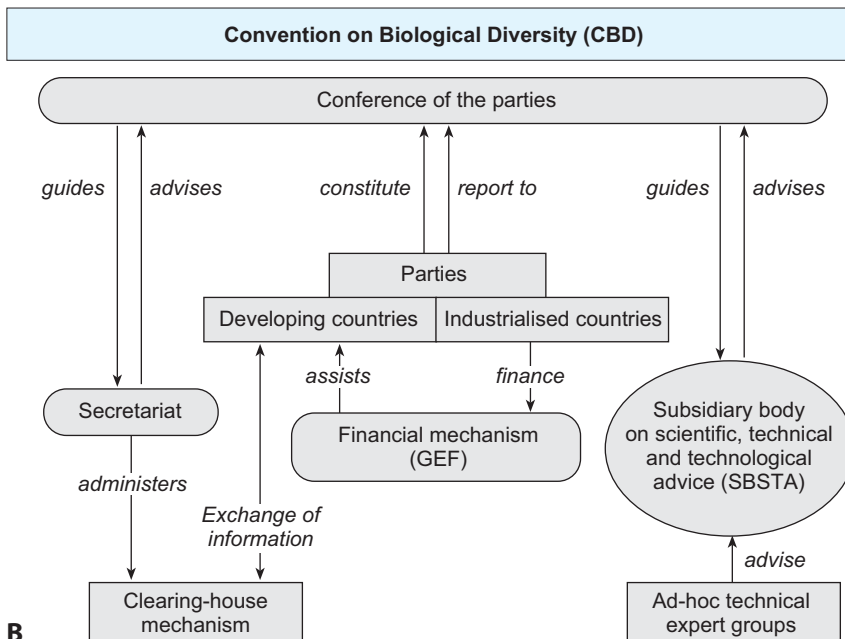 Convention on Biological Diversity (CBD)
Conference of the parties
guides
advises
constitute
report to
guides
advises
Parties
Developing countries
Industrialised countries
assists
finance
Secretariat
Financial mechanism
(GEF)
Subsidiary body
on scientific, technical
and technological
advice (SBSTA)
administers
Exchange of
information
advise
Clearing-house
mechanism
Ad-hoc technical
expert groups
B